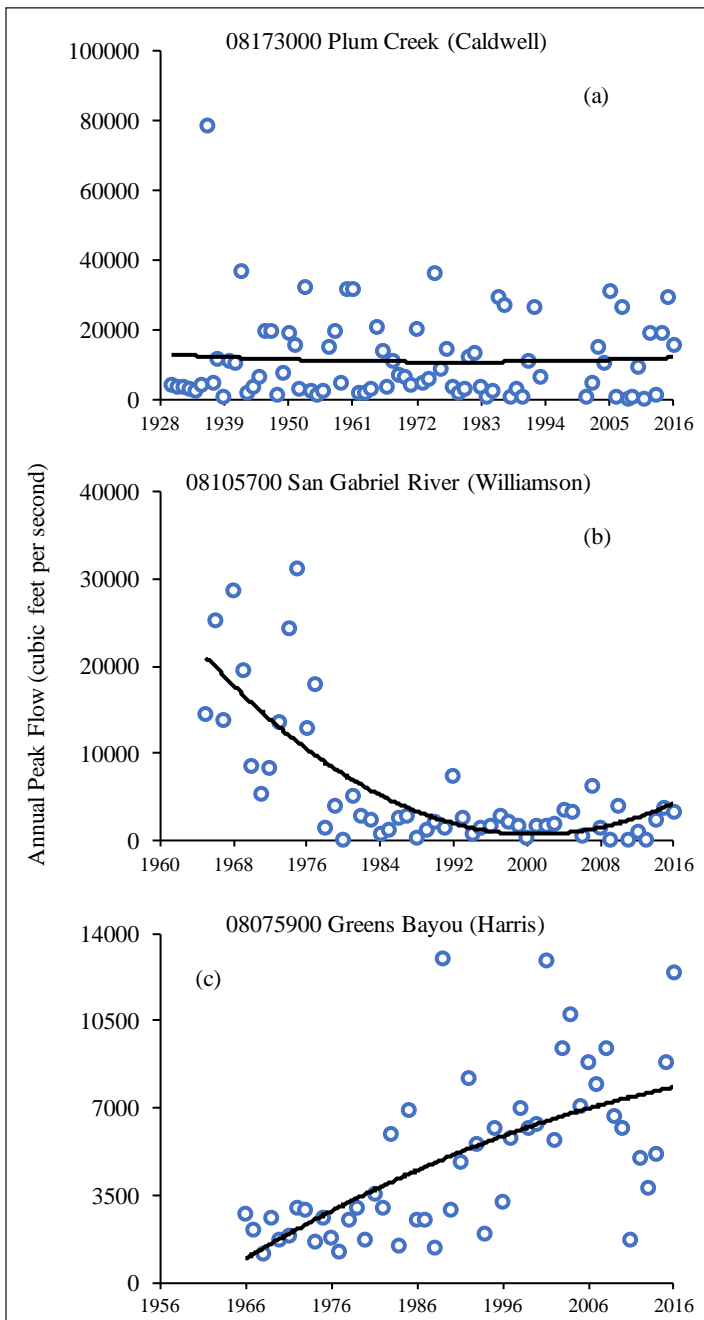 08173000 Plum Creek (Caldwell)
(a)
100000
80000
60000
40000
20000
0
1928 1939 1950 1961 1972 1983 1994 2005 2016
Annual Peak Flow (cubic feet per second)
08105700 San Gabriel River (Williamson)
(b)
40000
30000
20000
10000
0
1960 1968 1976 1984 1992 2000 2008 2016
08075900 Greens Bayou (Harris)
(c)
14000
10500
7000
3500
0
1956 1966 1976 1986 1996 2006 2016